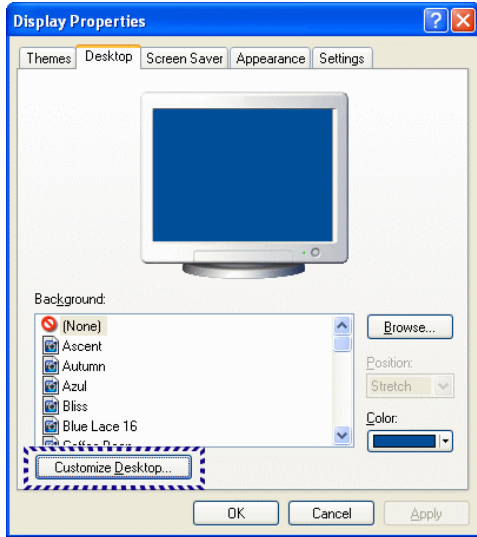 Display Properties
Themes Desktop Screen Saver Appearance Settings
Background:
(None)
Ascent
Autumn
Azul
Bliss
Blue Lace 16
Browse...
Position:
Stretch
Color:
Customize Desktop...
OK Cancel Apply